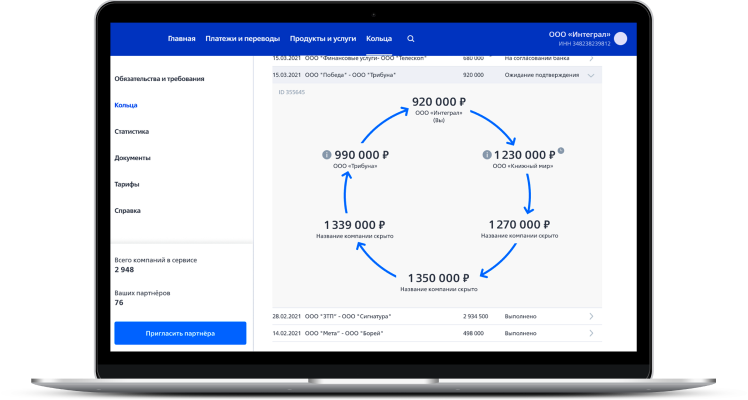 Главная Платежи и переводы Продукты и услуги Кольца
ООО «Интеграл»
ИНН 348238239812
Обязательства и требования
Кольца
Статистика
Документы
Тарифы
Справка
Всего компаний в сервисе
2 948
Ваших партнёров
76
Пригласить партнёра
15.03.2021 ООО "Финансовые услуги- ООО "Телескоп" 680 000 На согласовании банка
15.03.2021 ООО "Победа" - ООО "Трибуна" 920 000 Ожидание подтверждения
ID 355645
920 000 ₽
ООО «Интеграл»
(Вы)
990 000 ₽
ООО «Трибуна»
1 230 000 ₽
ООО «Книжный мир»
1 339 000 ₽
Название компании скрыто
1 270 000 ₽
Название компании скрыто
1 350 000 ₽
Название компании скрыто
28.02.2021 ООО "ЗТП" - ООО "Сигнатура" 2 934 500 Выполнено
14.02.2021 ООО "Мета" - ООО "Борей" 498 000 Выполнено